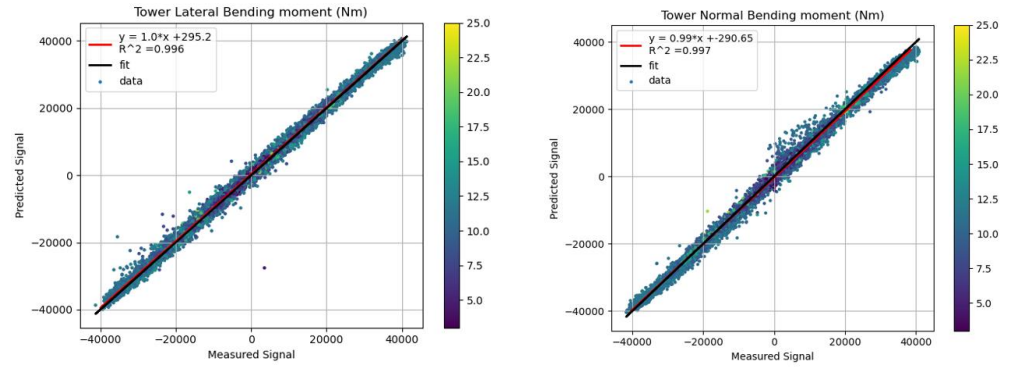 Tower Lateral Bending moment (Nm)
y = 1.0*x +295.2
R^2 =0.996
fit
data
40000
20000
0
−20000
−40000
Predicted Signal
−40000 −20000 0 20000 40000
Measured Signal
25.0
22.5
20.0
17.5
15.0
12.5
10.0
7.5
5.0
Tower Normal Bending moment (Nm)
y = 0.99*x +-290.65
R^2 =0.997
fit
data
40000
20000
0
−20000
−40000
Predicted Signal
−40000 −20000 0 20000 40000
Measured Signal
25.0
22.5
20.0
17.5
15.0
12.5
10.0
7.5
5.0